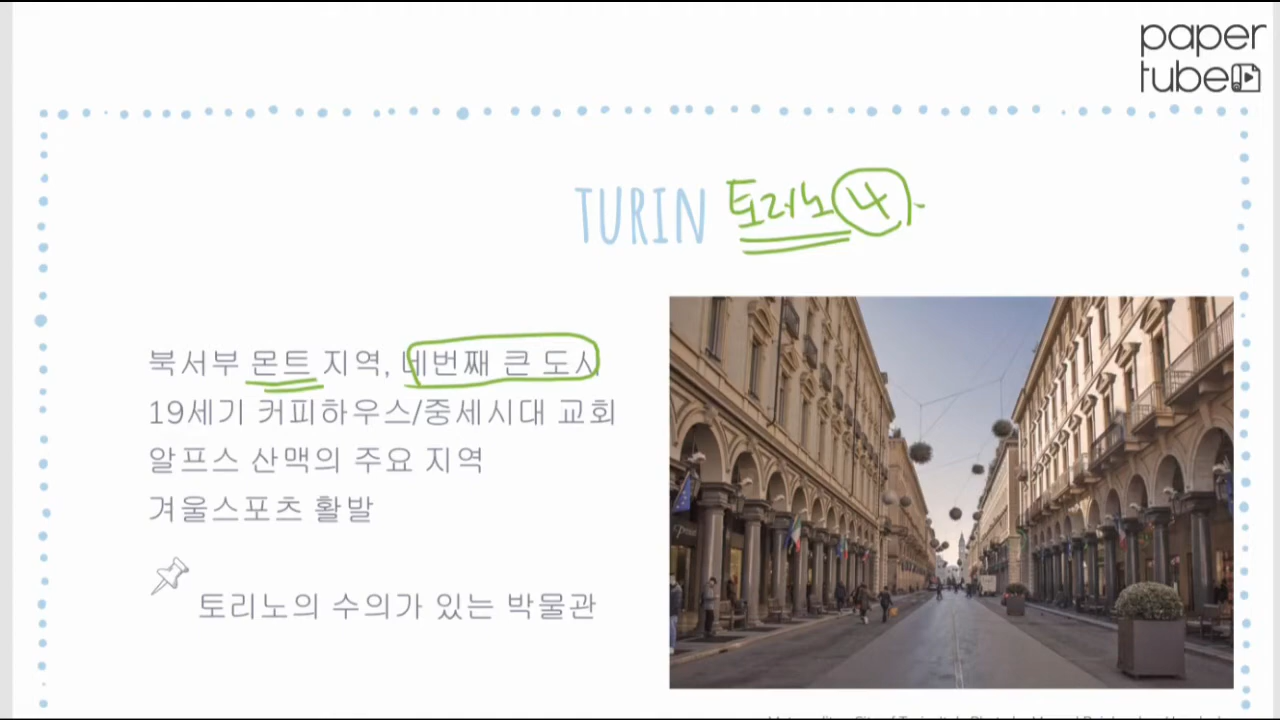 paper
tube
TURIN 토리노 4
북서부 몬트 지역, 네번째 큰 도시
19세기 커피하우스/중세시대 교회
알프스 산맥의 주요 지역
겨울스포츠 활발
토리노의 수의가 있는 박물관